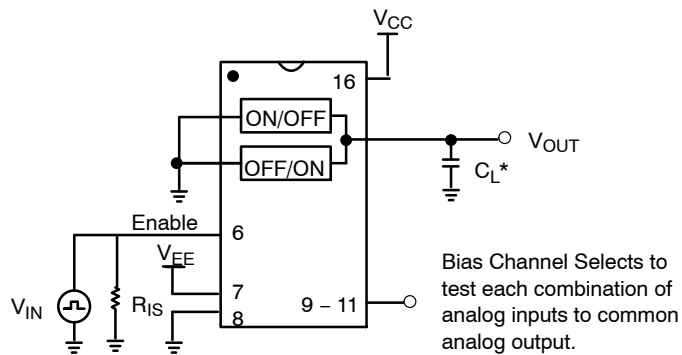 VCC
16
ON/OFF
OFF/ON
VOUT
CL*
Enable
6
VEE
7
VIN
RIS
8
9 – 11
Bias Channel Selects to
test each combination of
analog inputs to common
analog output.